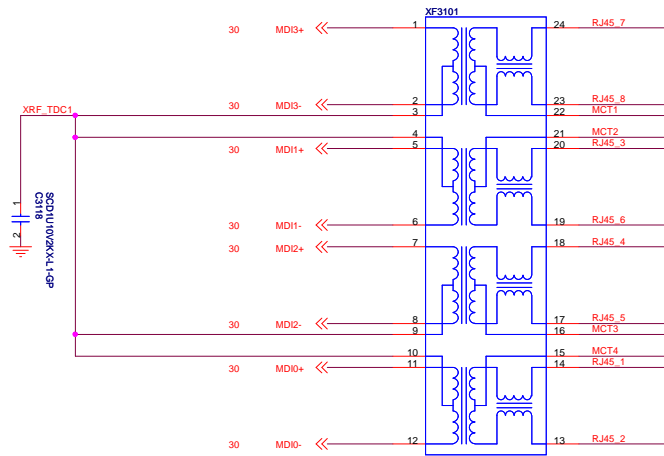 XF3101
30 MDI3+ 1 24 RJ45_7
30 MDI3- 2 23 RJ45_8
XRF_TDC1 3 22 MCT1
4 21 MCT2
30 MDI1+ 5 20 RJ45_3
1
2
SCD1U10V2KX-L1-GP
C3118
30 MDI1- 6 19 RJ45_6
30 MDI2+ 7 18 RJ45_4
30 MDI2- 8 17 RJ45_5
9 16 MCT3
10 15 MCT4
30 MDI0+ 11 14 RJ45_1
30 MDI0- 12 13 RJ45_2